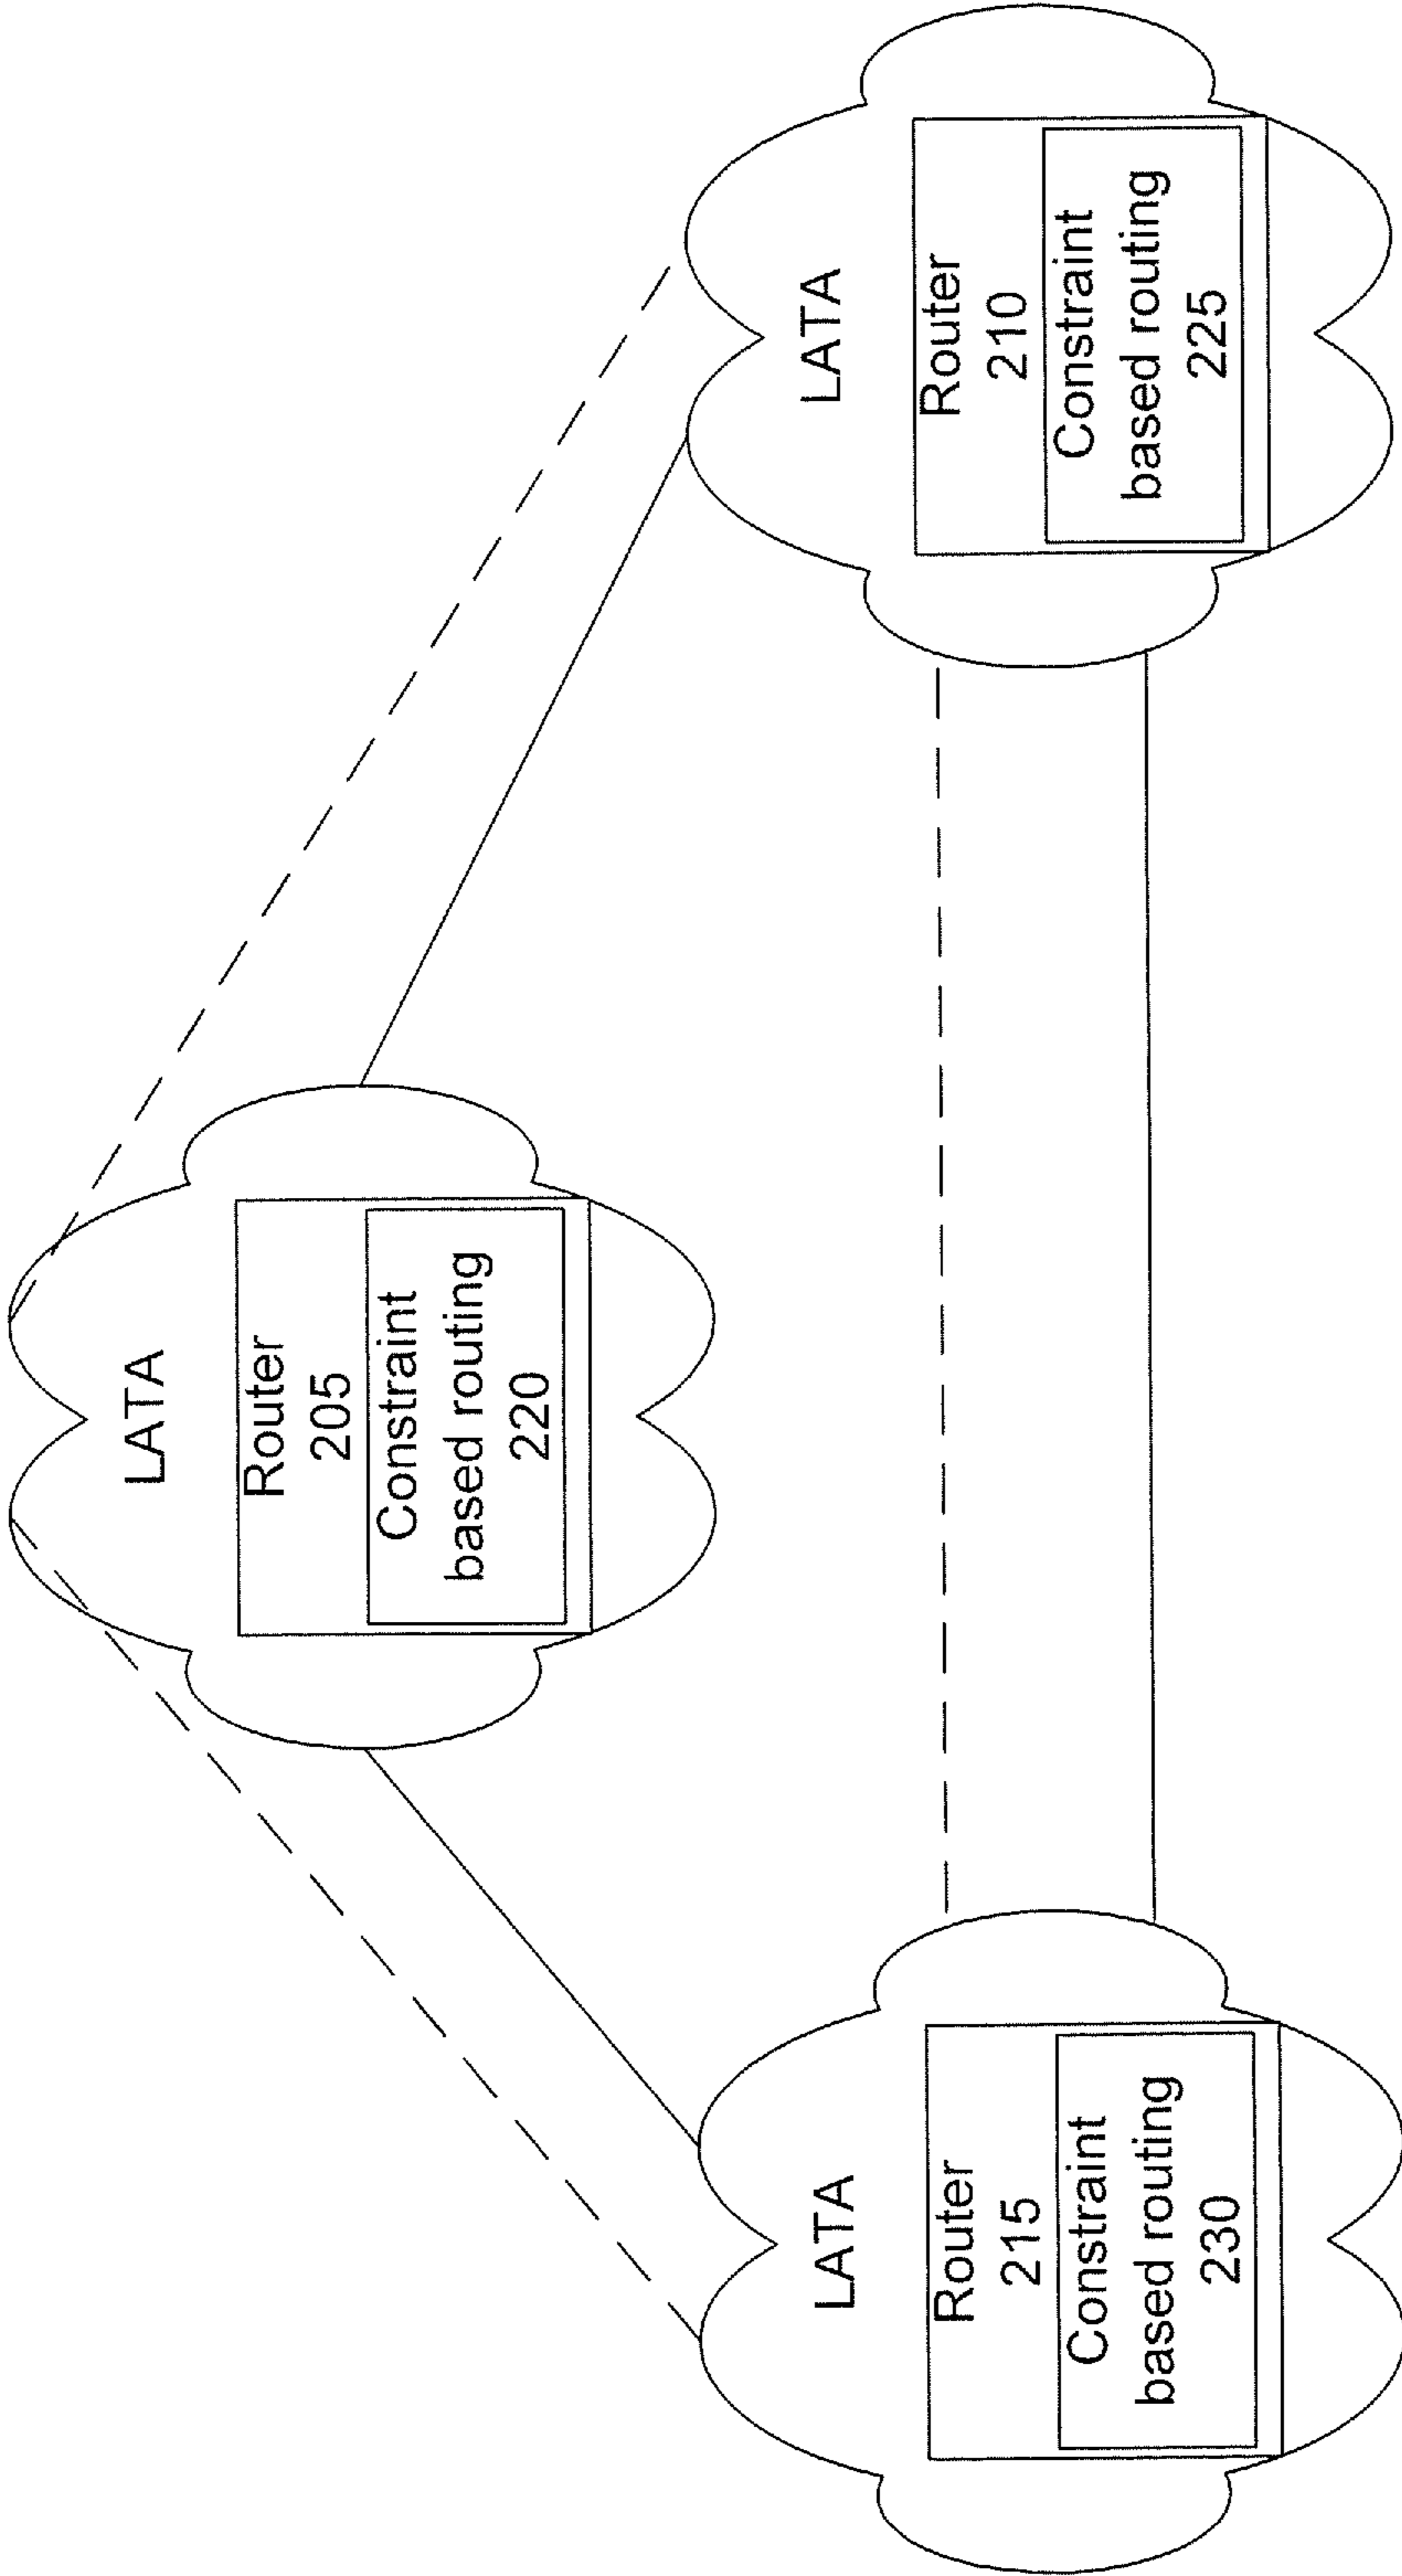 LATA
Router
205
Constraint
based routing
220
LATA
Router
215
Constraint
based routing
230
LATA
Router
210
Constraint
based routing
225